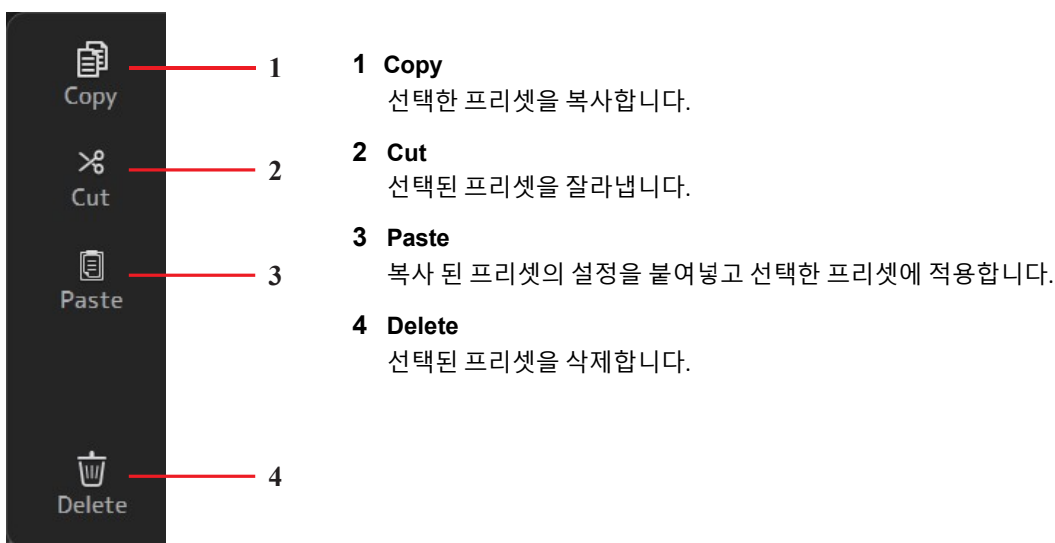 Copy
1
Cut
2
Paste
3
Delete
4
1 Copy
선택한 프리셋을 복사합니다.
2 Cut
선택된 프리셋을 잘라냅니다.
3 Paste
복사 된 프리셋의 설정을 붙여넣고 선택한 프리셋에 적용합니다.
4 Delete
선택된 프리셋을 삭제합니다.